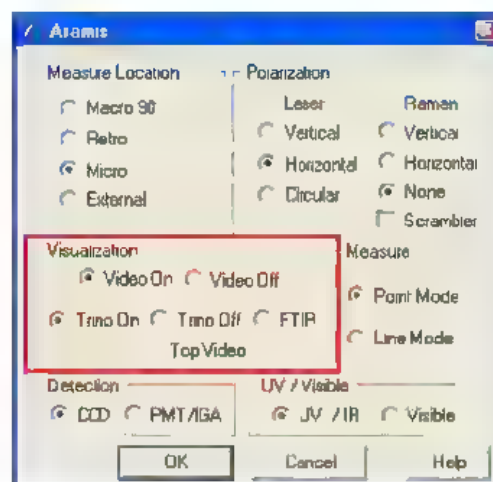 Aramis
Measure Location
Macro 90
Retro
Micro
External
Polarization
Laser
Vertical
Horizontal
Circular
Raman
Vertical
Horizontal
None
Scrambler
Visualization
Video On Video Off
Trino On Trino Off FTIR
Top Video
Measure
Point Mode
Line Mode
Detection
CCD PMT/IGA
UV / Visible
UV / IR Visible
OK Cancel Help